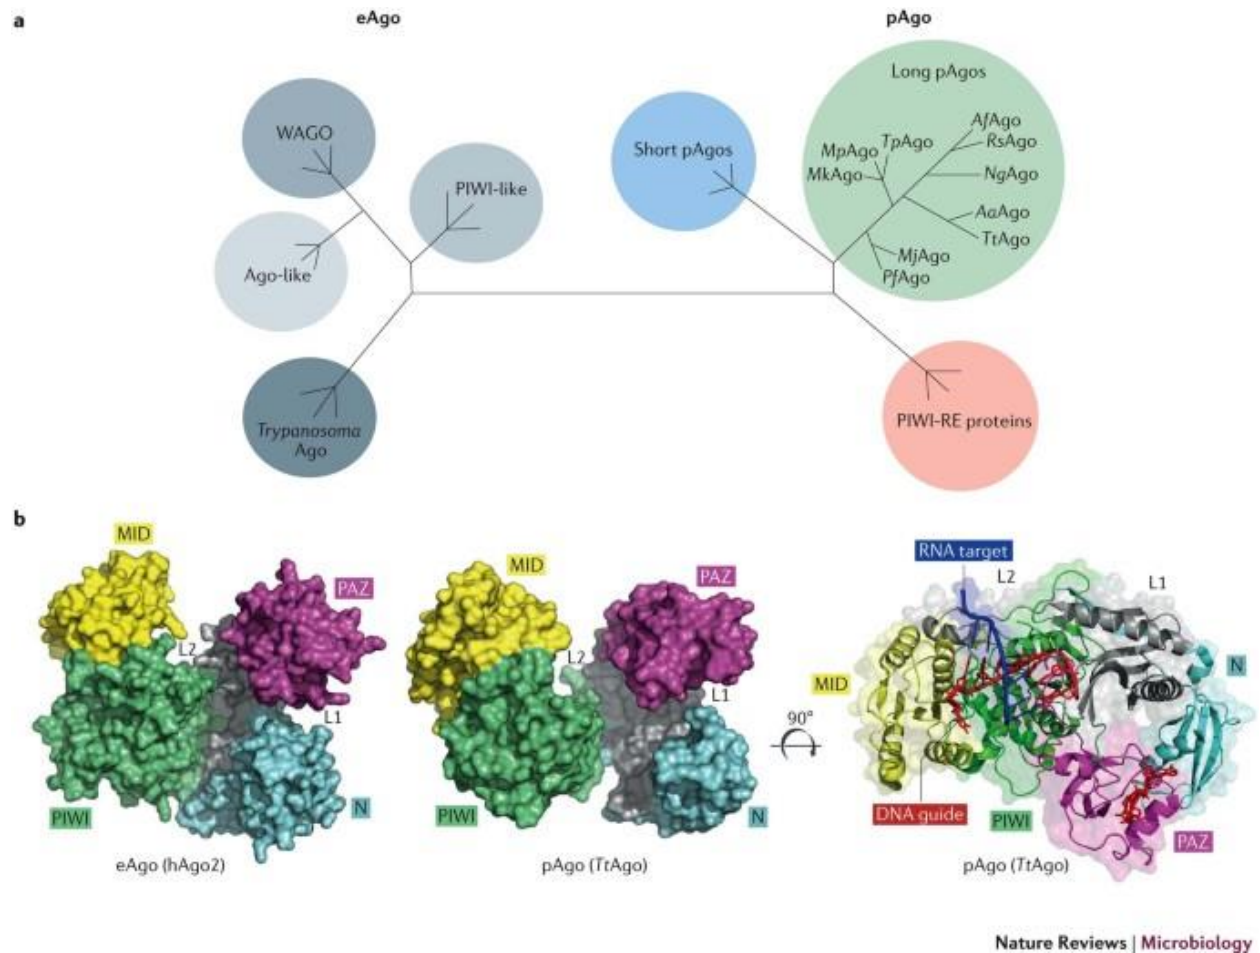 a
eAgo
pAgo
WAGO
PIWI-like
Ago-like
Trypanosoma
Ago
Short pAgos
Long pAgos
AfAgo
RsAgo
TpAgo
MpAgo
MkAgo
NgAgo
AaAgo
TtAgo
MjAgo
PfAgo
PIWI-RE proteins
b
MID
PAZ
L2
L1
PIWI
N
eAgo (hAgo2)
MID
PAZ
L2
L1
PIWI
N
pAgo (TtAgo)
90°
RNA target
L2
L1
MID
N
DNA guide
PIWI
PAZ
pAgo (TtAgo)
Nature Reviews | Microbiology